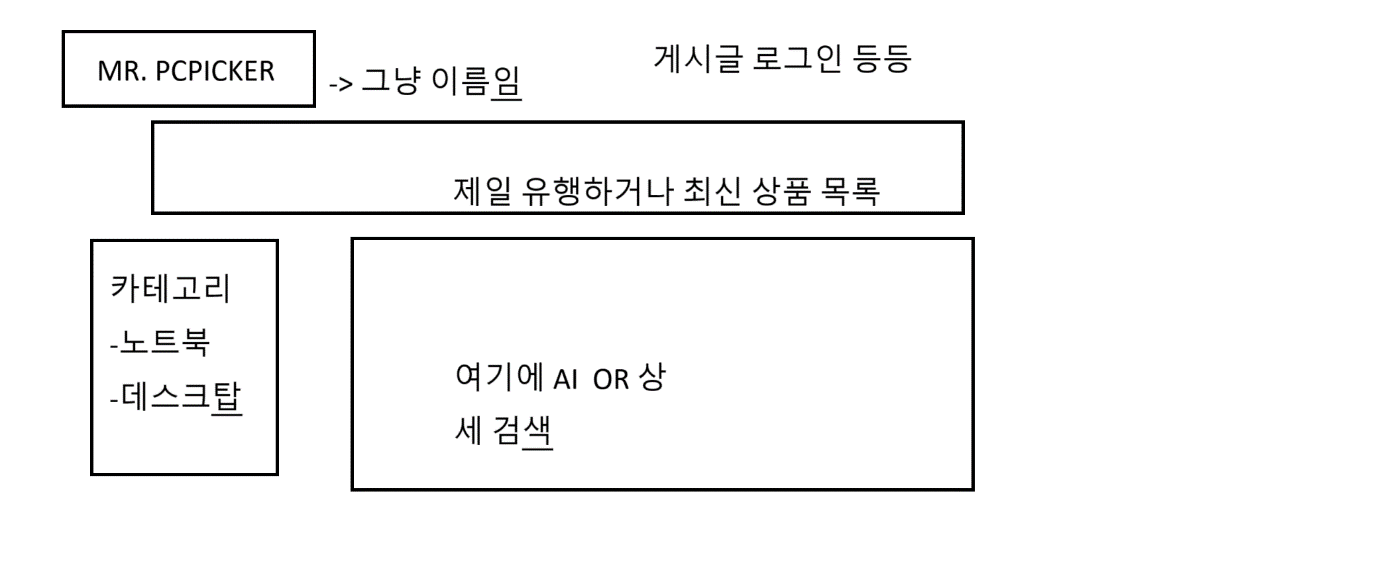 MR. PCPICKER
-> 그냥 이름임
게시글 로그인 등등
제일 유행하거나 최신 상품 목록
카테고리
-노트북
-데스크탑
여기에 AI OR 상
세 검색